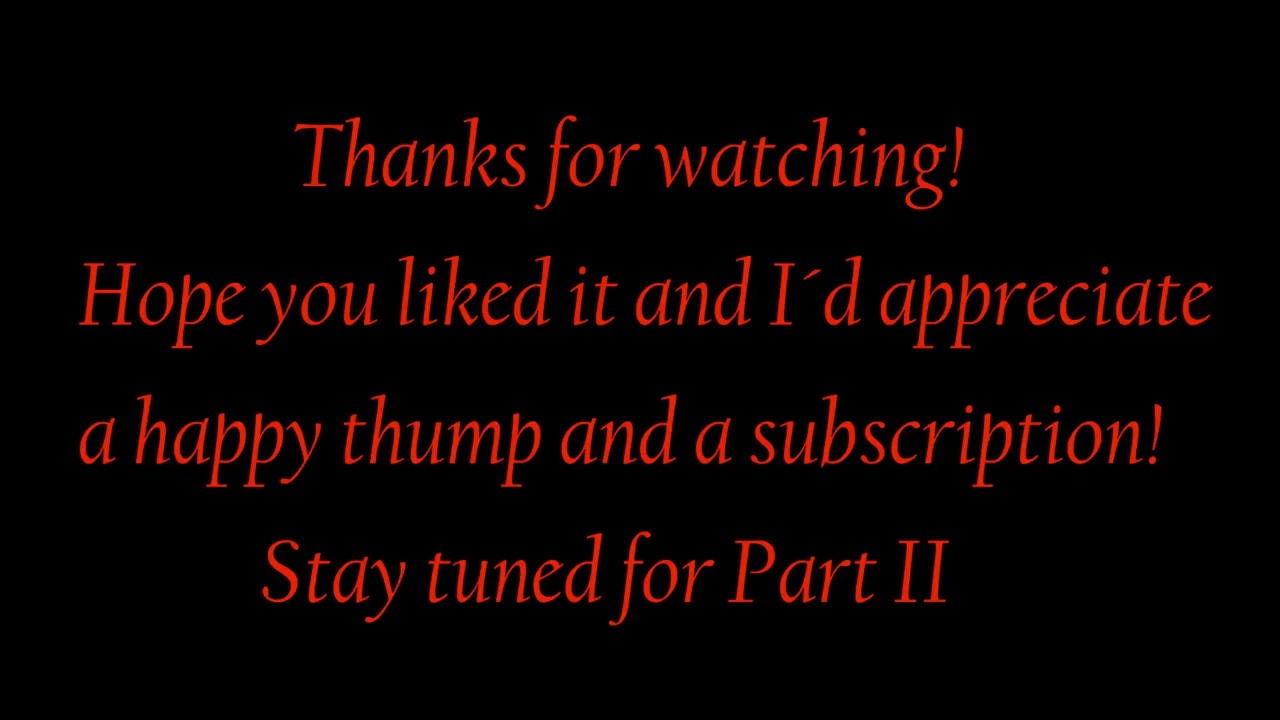 Thanks for watching!
Hope you liked it and I´d appreciate
a happy thump and a subscription!
Stay tuned for Part II